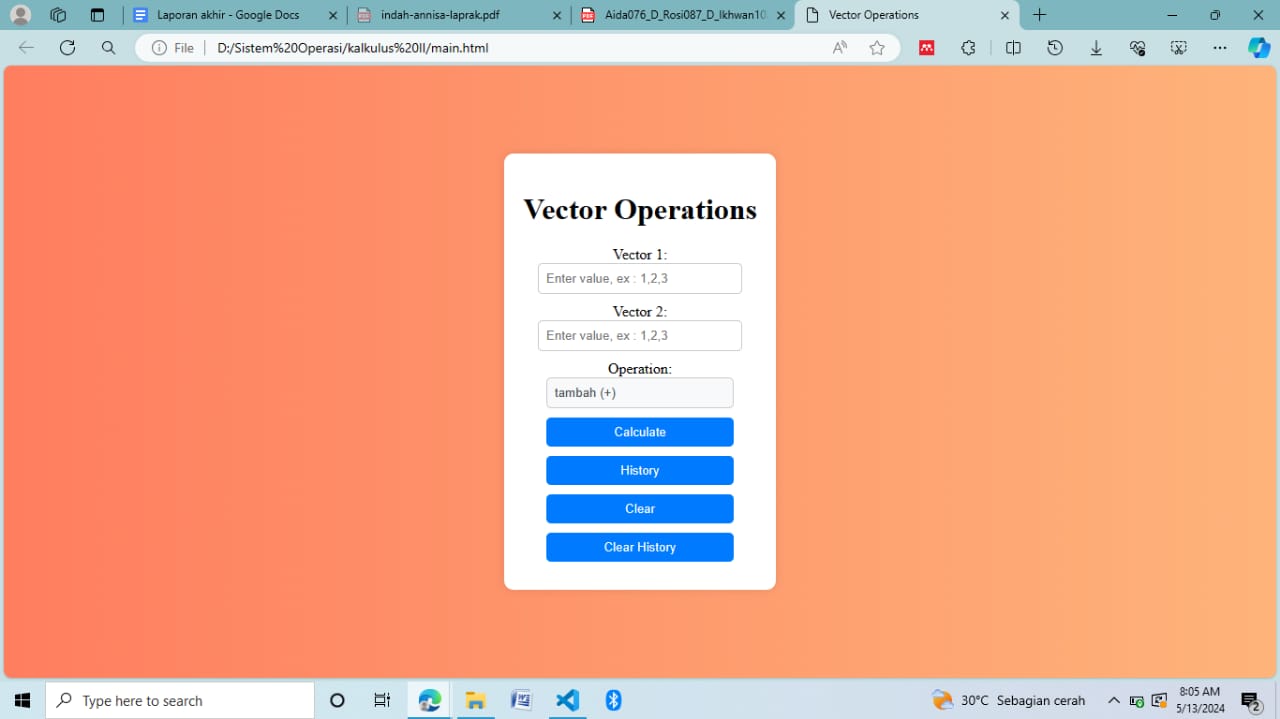 Laporan akhir - Google Docs
indah-annisa-laprak.pdf
Aida076_D_Rosi087_D_Ikhwan10
Vector Operations
File
D:/Sistem%20Operasi/kalkulus%20II/main.html
Vector Operations
Vector 1:
Enter value, ex : 1,2,3
Vector 2:
Enter value, ex : 1,2,3
Operation:
tambah (+)
Calculate
History
Clear
Clear History
Type here to search
30°C Sebagian cerah
8:05 AM
5/13/2024
2